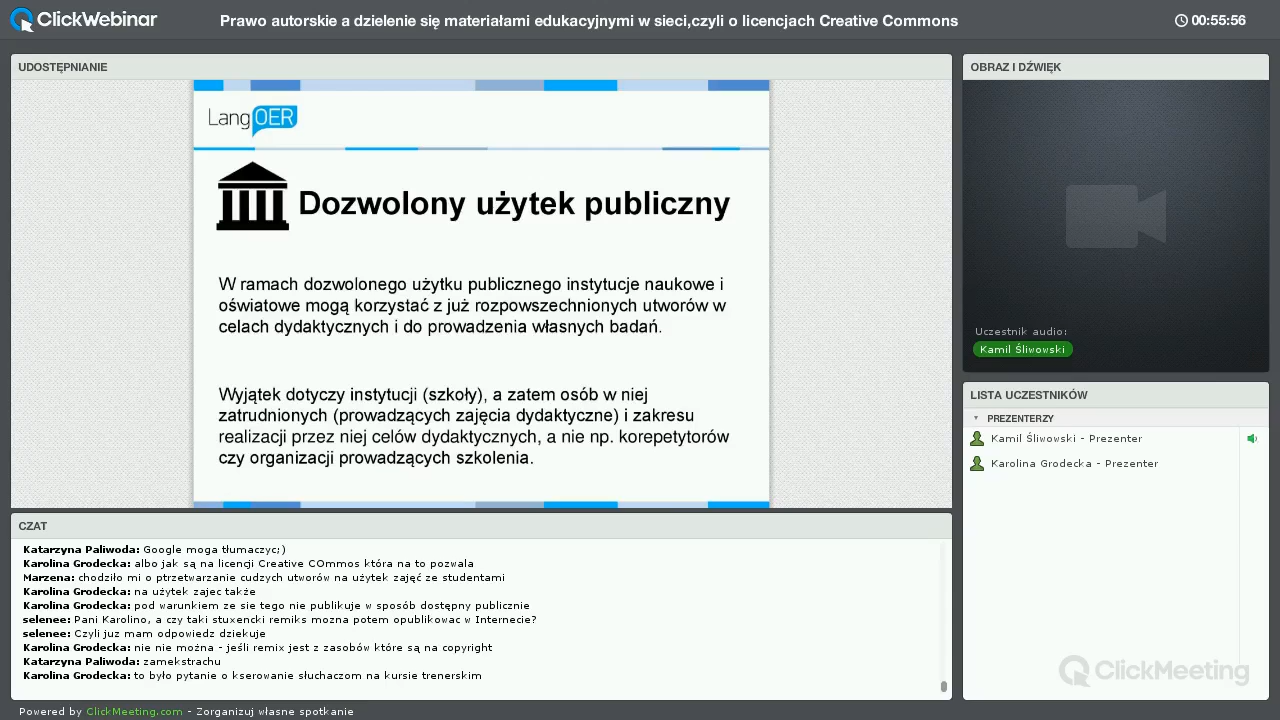 ClickWebinar
Prawo autorskie a dzielenie się materiałami edukacyjnymi w sieci,czyli o licencjach Creative Commons
00:55:56
UDOSTĘPNIANIE
LangOER
Dozwolony użytek publiczny
W ramach dozwolonego użytku publicznego instytucje naukowe i
oświatowe mogą korzystać z już rozpowszechnionych utworów w
celach dydaktycznych i do prowadzenia własnych badań.
Wyjątek dotyczy instytucji (szkoły), a zatem osób w niej
zatrudnionych (prowadzących zajęcia dydaktyczne) i zakresu
realizacji przez niej celów dydaktycznych, a nie np. korepetytorów
czy organizacji prowadzących szkolenia.
OBRAZ I DŹWIĘK
Uczestnik audio:
Kamil Śliwowski
LISTA UCZESTNIKÓW
PREZENTERZY
Kamil Śliwowski - Prezenter
Karolina Grodecka - Prezenter
CZAT
Katarzyna Paliwoda: Google moga tłumaczyc;)
Karolina Grodecka: albo jak są na licencji Creative COmmos która na to pozwala
Marzena: chodziło mi o ptrzetwarzanie cudzych utworów na użytek zajęć ze studentami
Karolina Grodecka: na użytek zajec także
Karolina Grodecka: pod warunkiem ze sie tego nie publikuje w sposób dostępny publicznie
selenee: Pani Karolino, a czy taki stuxencki remiks mozna potem opublikowac w Internecie?
selenee: Czyli juz mam odpowiedz dziekuje
Karolina Grodecka: nie nie można - jeśli remix jest z zasobów które są na copyright
Katarzyna Paliwoda: zamekstrachu
Karolina Grodecka: to było pytanie o kserowanie słuchaczom na kursie trenerskim
ClickMeeting
Powered by ClickMeeting.com - Zorganizuj własne spotkanie